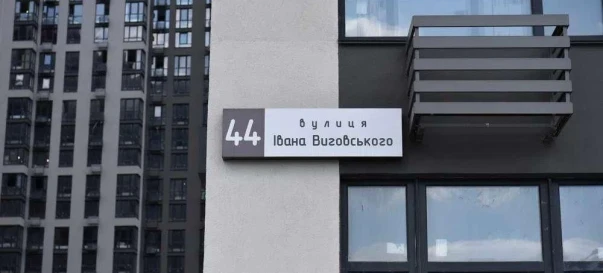 44
вулиця
Івана Виговського